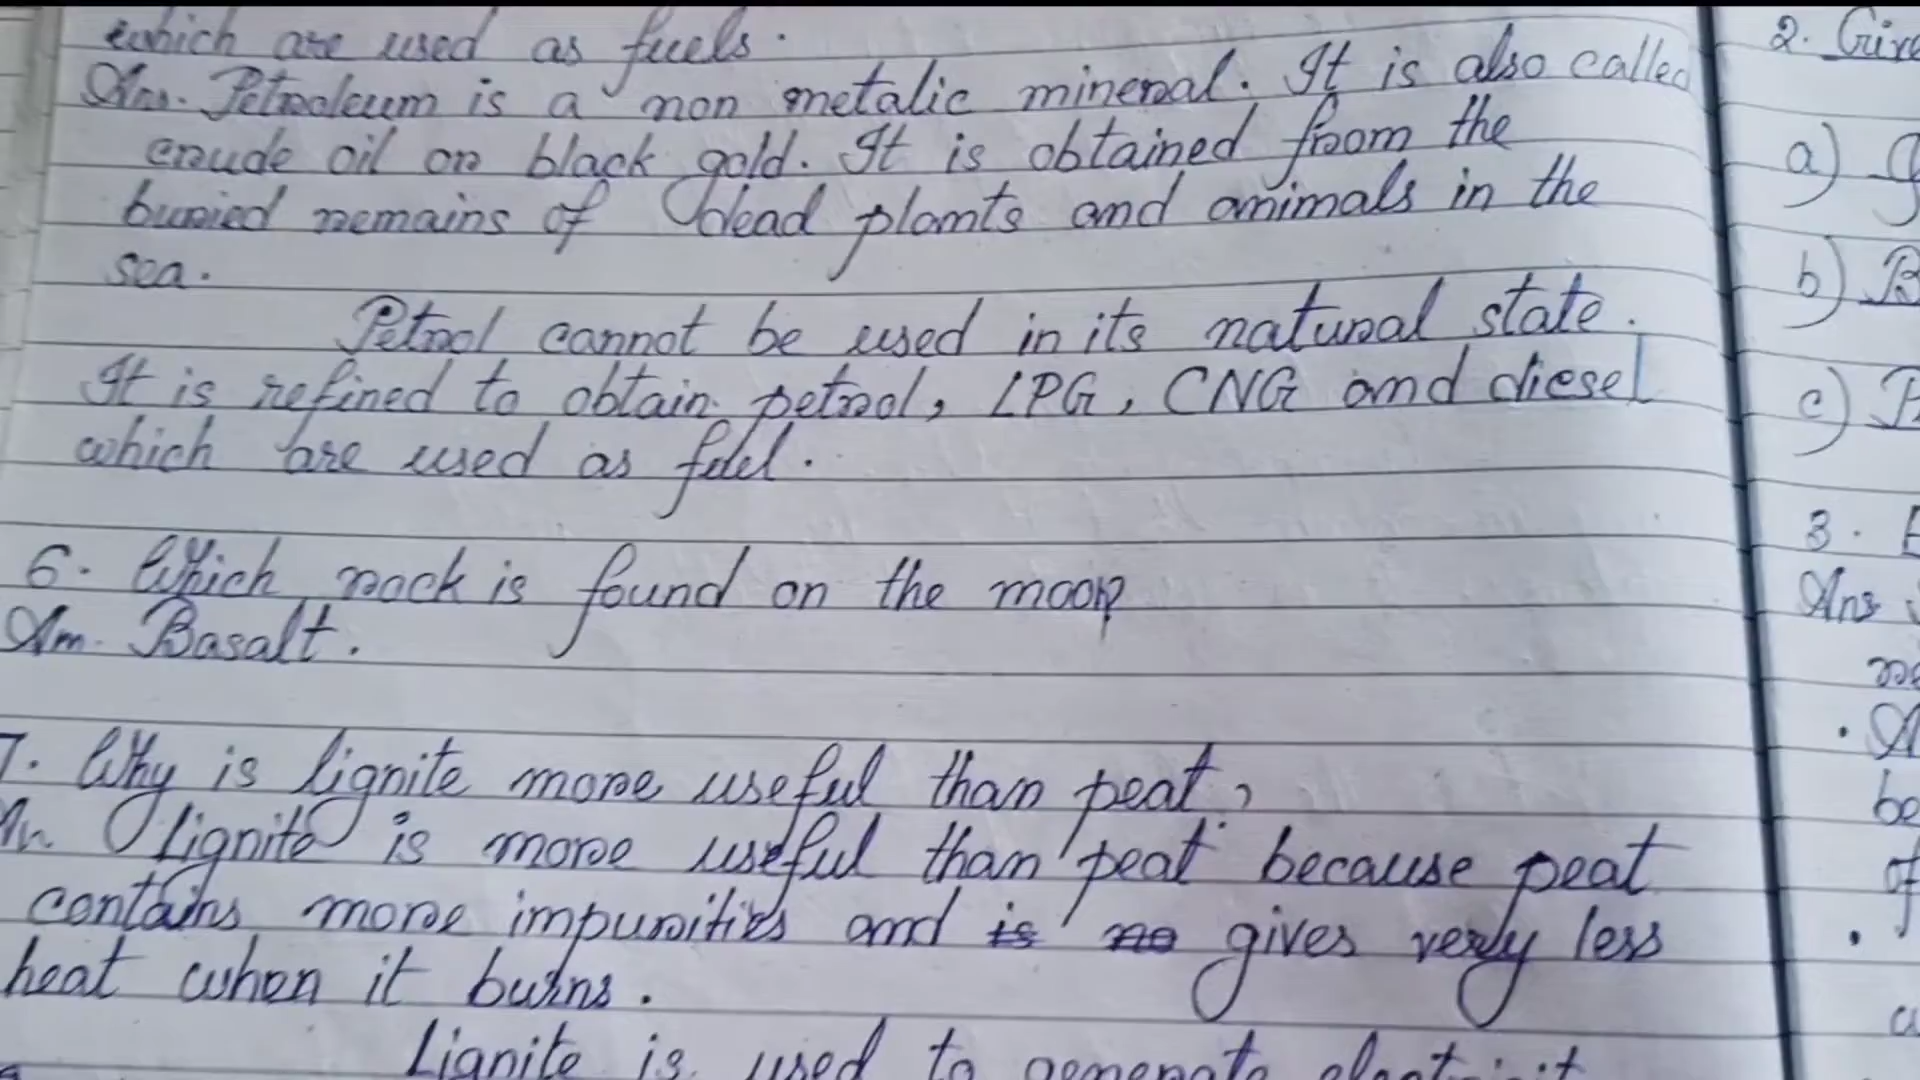 which are used as fuels.
Ans. Petroleum is a non metalic mineral. It is also called
crude oil or black gold. It is obtained from the
buried remains of dead plants and animals in the
sea.
Petrol cannot be used in its natural state.
It is refined to obtain petrol, LPG, CNG and diesel
which are used as fuel.
6. Which rock is found on the moon?
Ans. Basalt.
7. Why is lignite more useful than peat?
An. Lignite is more useful than peat because peat
contains more impurities and is no gives very less
heat when it burns.
Lignite is used to generate electricit
2. Give
a)
b) B
c) P
3. E
Ans
be
of